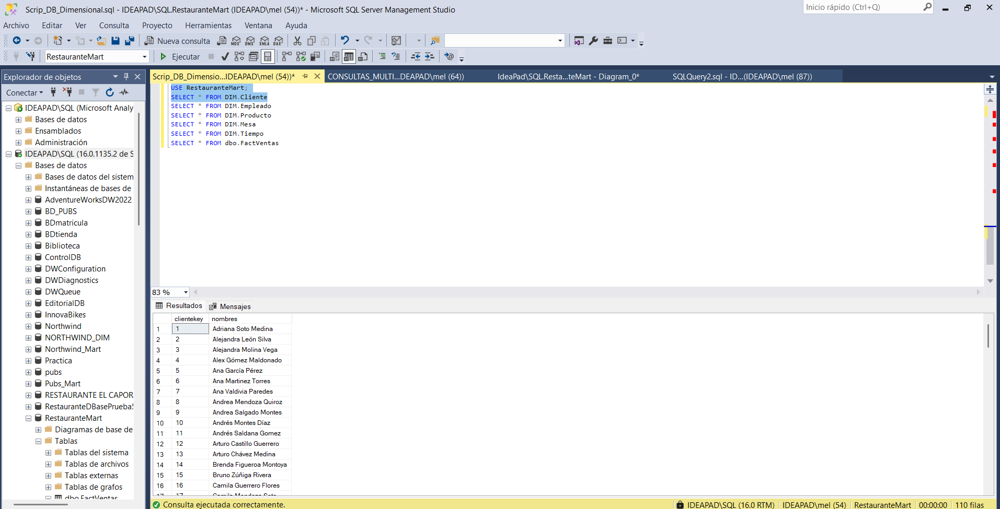 Scrip_DB_Dimensional.sql - IDEAPAD\SQL.RestauranteMart (IDEAPAD\mel (54))* - Microsoft SQL Server Management Studio
Inicio rápido (Ctrl+Q)
Archivo Editar Ver Consulta Proyecto Herramientas Ventana Ayuda
Nueva consulta MDX DMX XMLA DAX
RestauranteMart Ejecutar
Explorador de objetos
Conectar
IDEAPAD\SQL (Microsoft Analy
Bases de datos
Ensamblados
Administración
IDEAPAD\SQL (16.0.1135.2 de S
Bases de datos
Bases de datos del sistem
Instantáneas de bases de
AdventureWorksDW2022
BD_PUBS
BDmatricula
BDtienda
Biblioteca
ControlDB
DWConfiguration
DWDiagnostics
DWQueue
EditorialDB
InnovaBikes
Northwind
NORTHWIND_DIM
Northwind_Mart
Practica
pubs
Pubs_Mart
RESTAURANTE EL CAPOR
RestauranteDBasePrueba5
RestauranteMart
Diagramas de base de
Tablas
Tablas del sistema
Tablas de archivos
Tablas externas
Tablas de grafos
dbo.FactVentas
Scrip_DB_Dimensio...IDEAPAD\mel (54))* CONSULTAS_MULTI...DEAPAD\mel (64)) IdeaPad\SQL.Resta...teMart - Diagram_0* SQLQuery2.sql - ID...(IDEAPAD\mel (87))
USE RestauranteMart;
SELECT * FROM DIM.Cliente
SELECT * FROM DIM.Empleado
SELECT * FROM DIM.Producto
SELECT * FROM DIM.Mesa
SELECT * FROM DIM.Tiempo
SELECT * FROM dbo.FactVentas
83 %
Resultados Mensajes
clientekey nombres
1 1 Adriana Soto Medina
2 2 Alejandra León Silva
3 3 Alejandra Molina Vega
4 4 Alex Gómez Maldonado
5 5 Ana García Pérez
6 6 Ana Martinez Torres
7 7 Ana Valdivia Paredes
8 8 Andrea Mendoza Quiroz
9 9 Andrea Salgado Montes
10 10 Andrés Montes Díaz
11 11 Andrés Saldana Gomez
12 12 Arturo Castillo Guerrero
13 13 Arturo Chávez Medina
14 14 Brenda Figueroa Montoya
15 15 Bruno Zúñiga Rivera
16 16 Camila Guerrero Flores
17 17 Camila Mendoza Soto
Consulta ejecutada correctamente. IDEAPAD\SQL (16.0 RTM) IDEAPAD\mel (54) RestauranteMart 00:00:00 110 filas